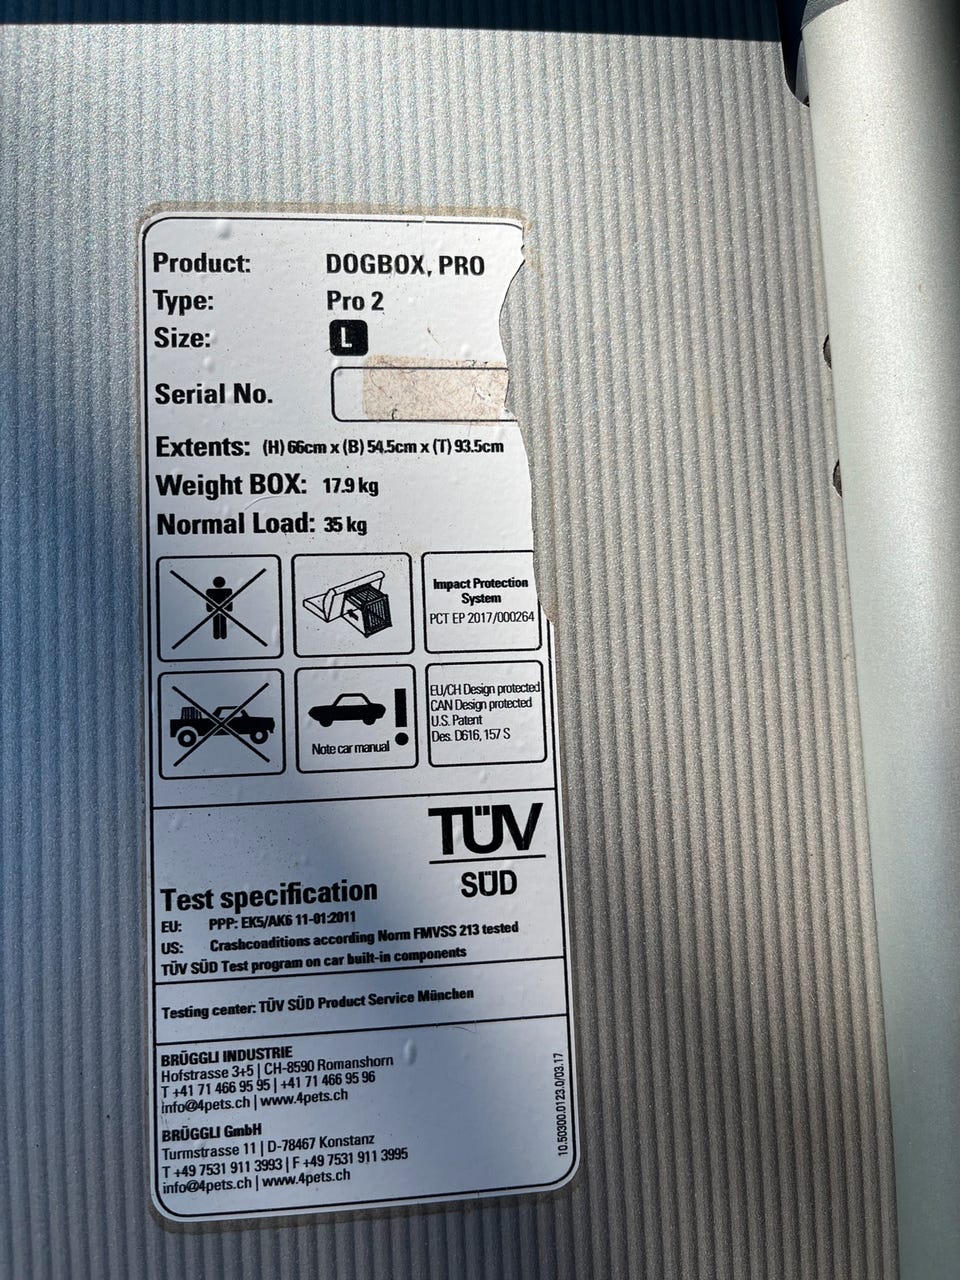 Product: DOGBOX, PRO
Type: Pro 2
Size: L
Serial No.
Extents: (H) 66cm x (B) 54.5cm x (T) 93.5cm
Weight BOX: 17.9 kg
Normal Load: 35 kg
Impact Protection
System
PCT EP 2017/000264
Note car manual
EU/CH Design protected
CAN Design protected
U.S. Patent
Des. D616, 157 S
TÜV
SÜD
Test specification
EU: PPP: EK5/AK6 11-01:2011
US: Crashconditions according Norm FMVSS 213 tested
TÜV SÜD Test program on car built-in components
Testing center: TÜV SÜD Product Service München
BRÜGGLI INDUSTRIE
Hofstrasse 3+5 | CH-8590 Romanshorn
T +41 71 466 95 95 | +41 71 466 95 96
info@4pets.ch | www.4pets.ch
BRÜGGLI GmbH
Turmstrasse 11 | D-78467 Konstanz
T +49 7531 911 3993 | F +49 7531 911 3995
info@4pets.ch | www.4pets.ch
10.50300.0123.0/03.17